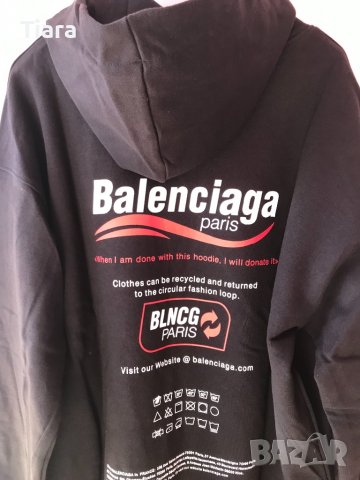 Tiara
Balenciaga
paris
«When I am done with this hoodie, I will donate it»
Clothes can be recycled and returned
to the circular fashion loop.
BLNCG
PARIS
Visit our Website @ balenciaga.com
BAZAR